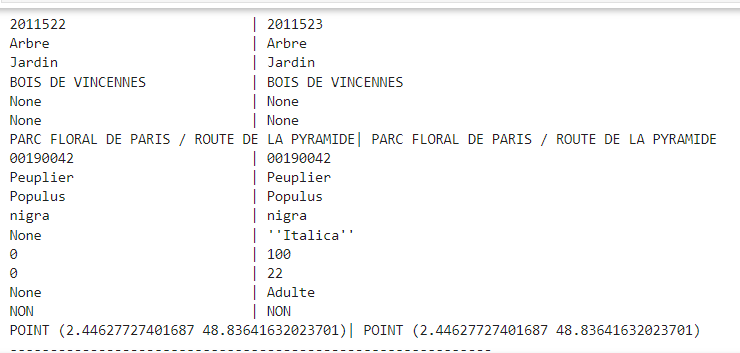 2011522 | 2011523
Arbre | Arbre
Jardin | Jardin
BOIS DE VINCENNES | BOIS DE VINCENNES
None | None
None | None
PARC FLORAL DE PARIS / ROUTE DE LA PYRAMIDE| PARC FLORAL DE PARIS / ROUTE DE LA PYRAMIDE
00190042 | 00190042
Peuplier | Peuplier
Populus | Populus
nigra | nigra
None | ''Italica''
0 | 100
0 | 22
None | Adulte
NON | NON
POINT (2.44627727401687 48.83641632023701)| POINT (2.44627727401687 48.83641632023701)
------------------------------------------------------------